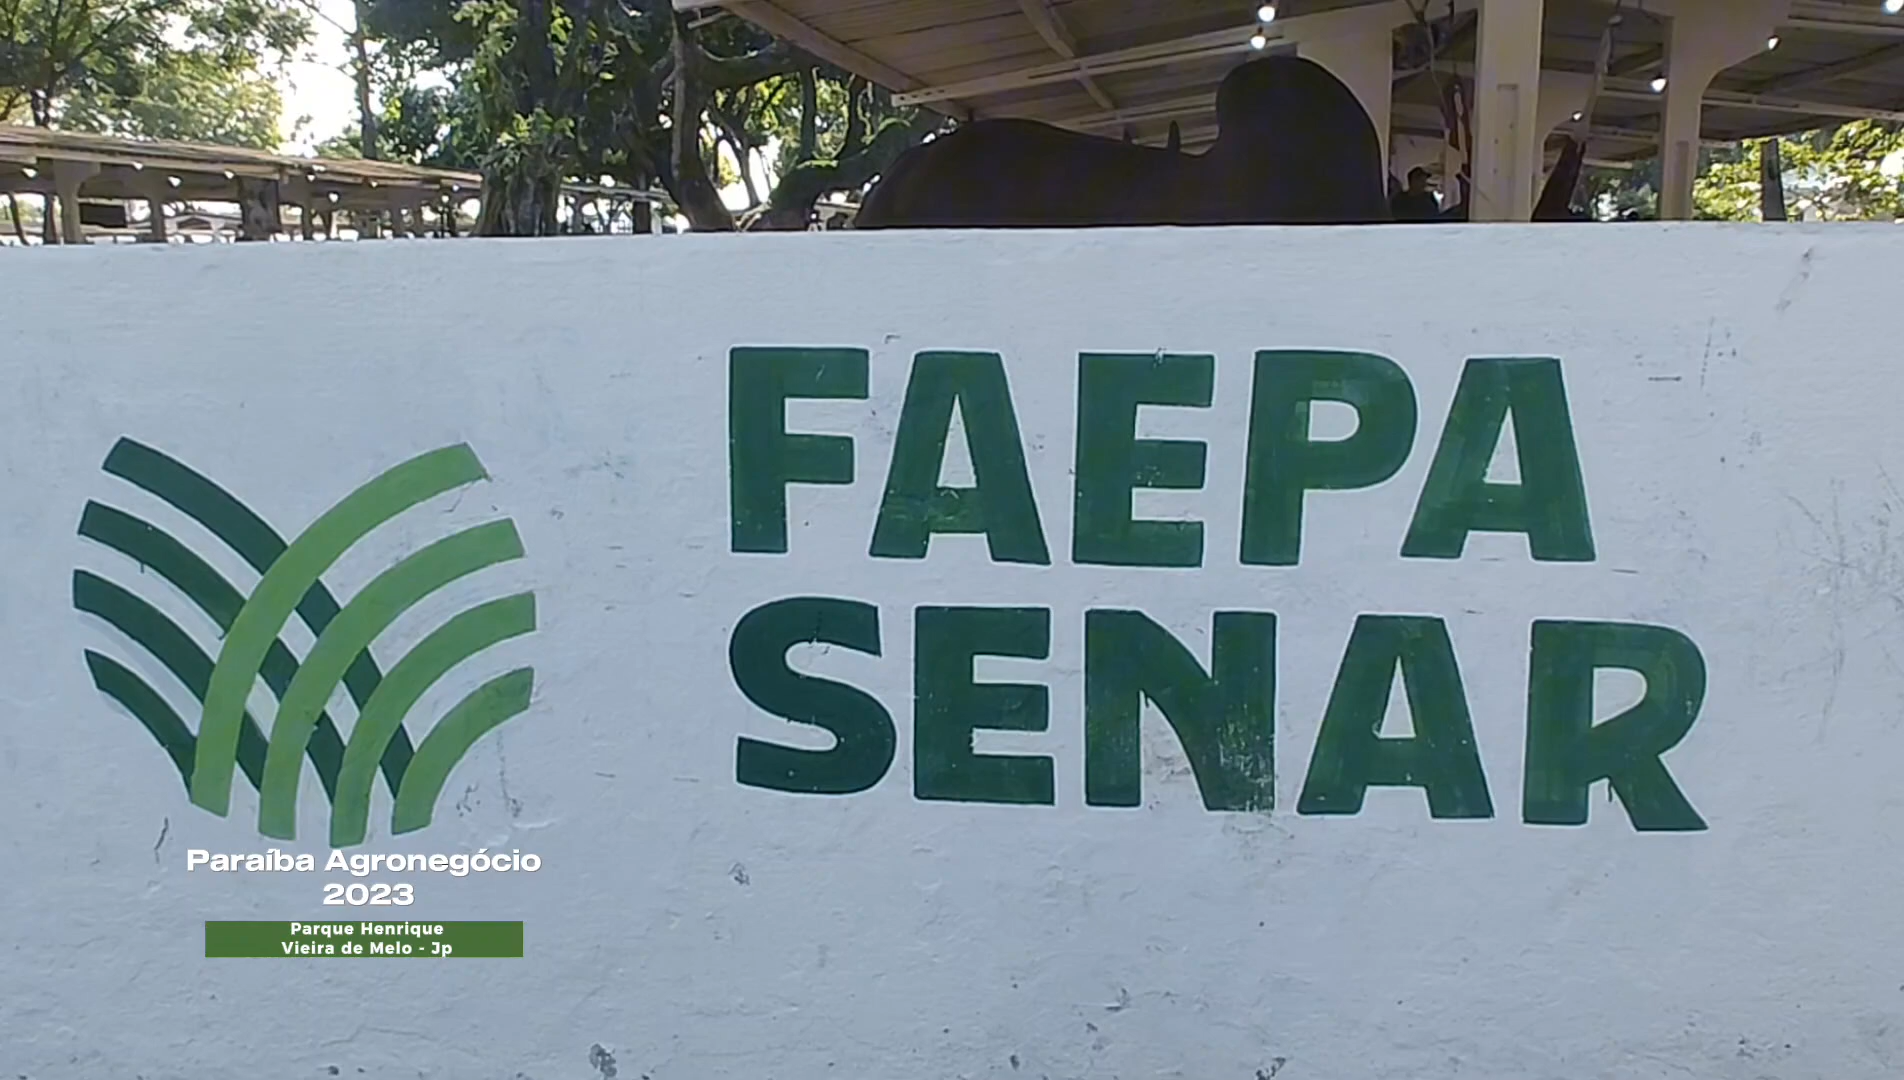 FAEPA
SENAR
Paraíba Agronegócio
2023
Parque Henrique
Vieira de Melo - Jp